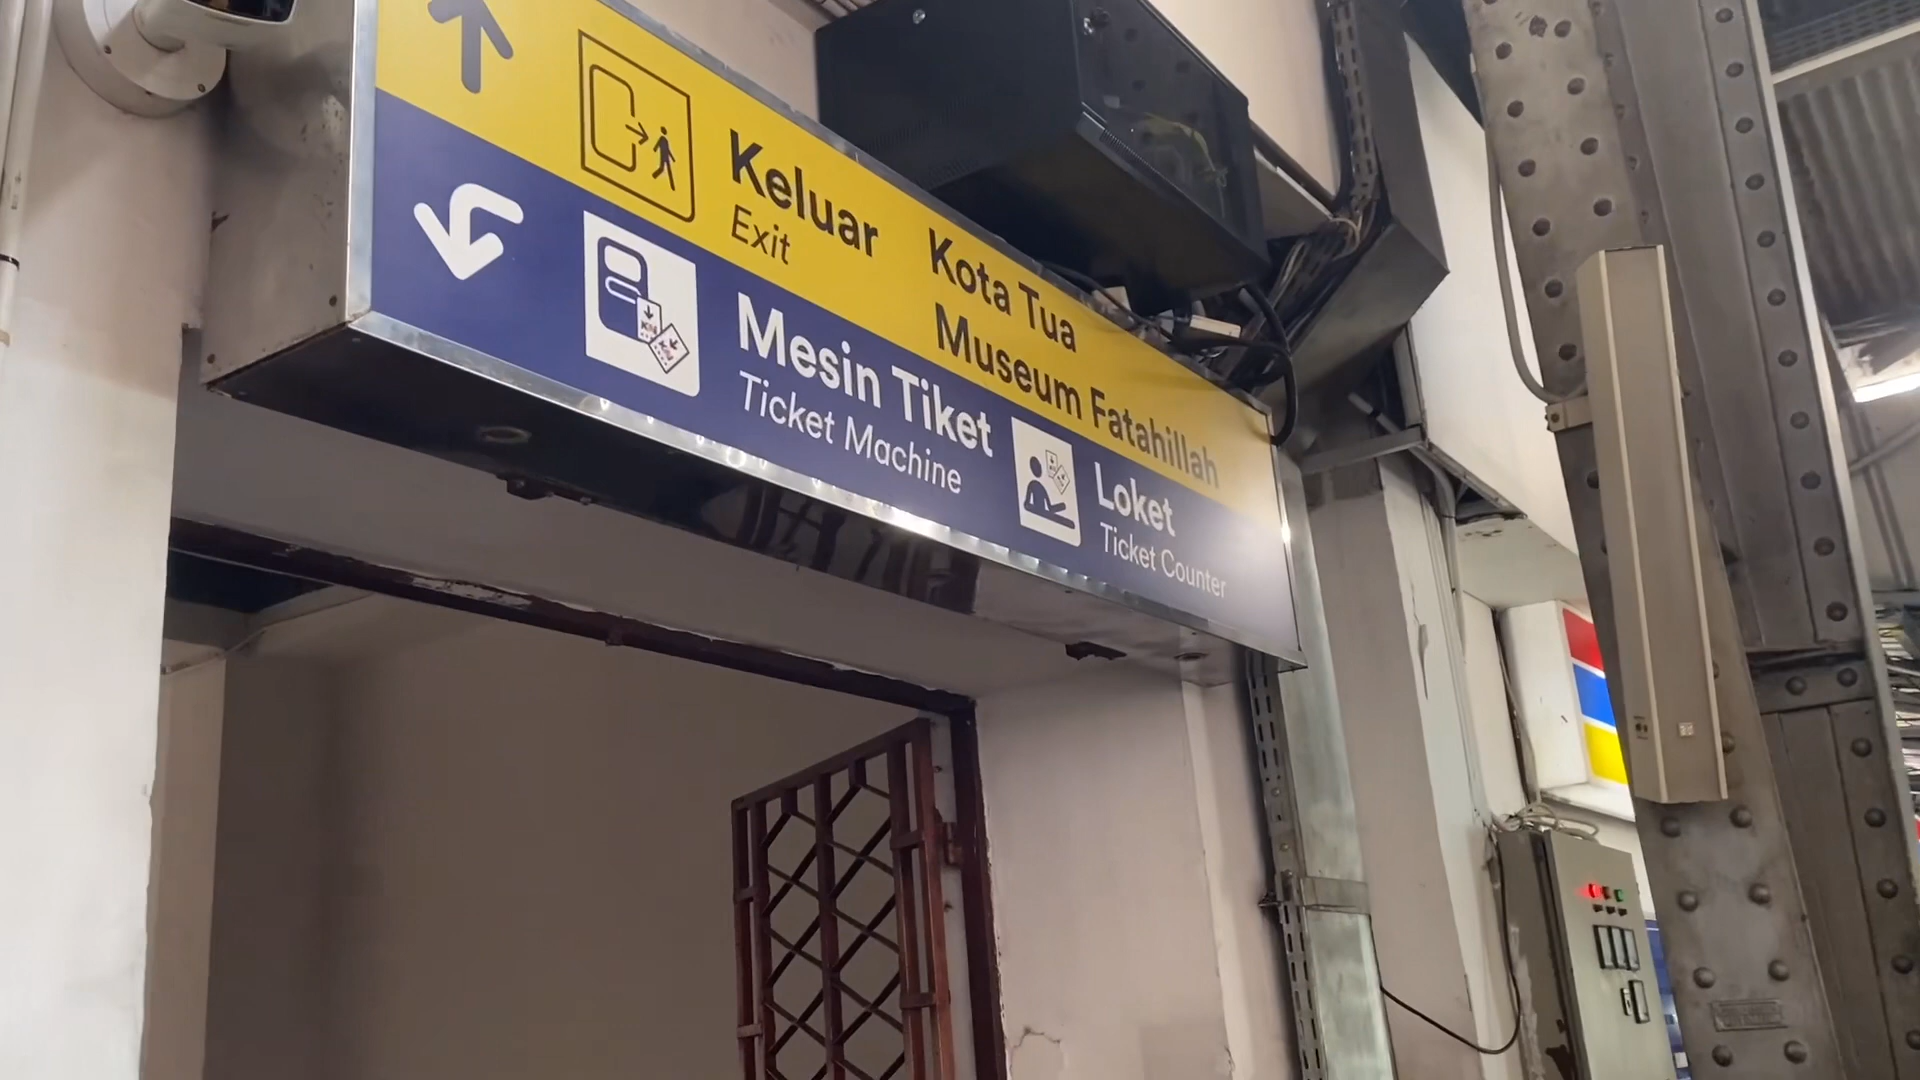 Keluar
Exit
Kota Tua
Museum Fatahillah
Mesin Tiket
Ticket Machine
Loket
Ticket Counter